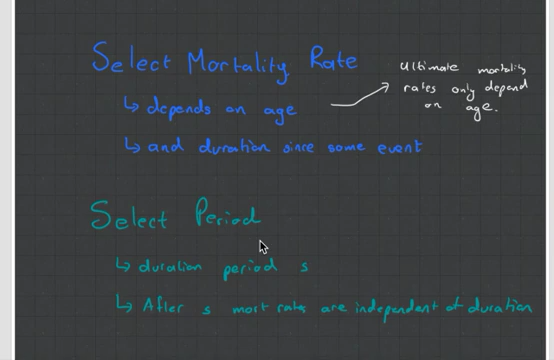 Select Mortality Rate
↳ depends on age
Ultimate mortality
rates only depend
on age.
↳ and duration since some event
Select Period
↳ duration period s
↳ After s mort rates are independent of duration